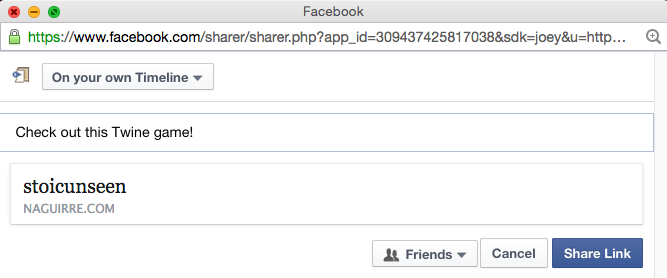 Facebook
https://www.facebook.com/sharer/sharer.php?app_id=309437425817038&sdk=joey&u=http...
On your own Timeline
Check out this Twine game!
stoicunseen
NAGUIRRE.COM
Friends
Cancel
Share Link